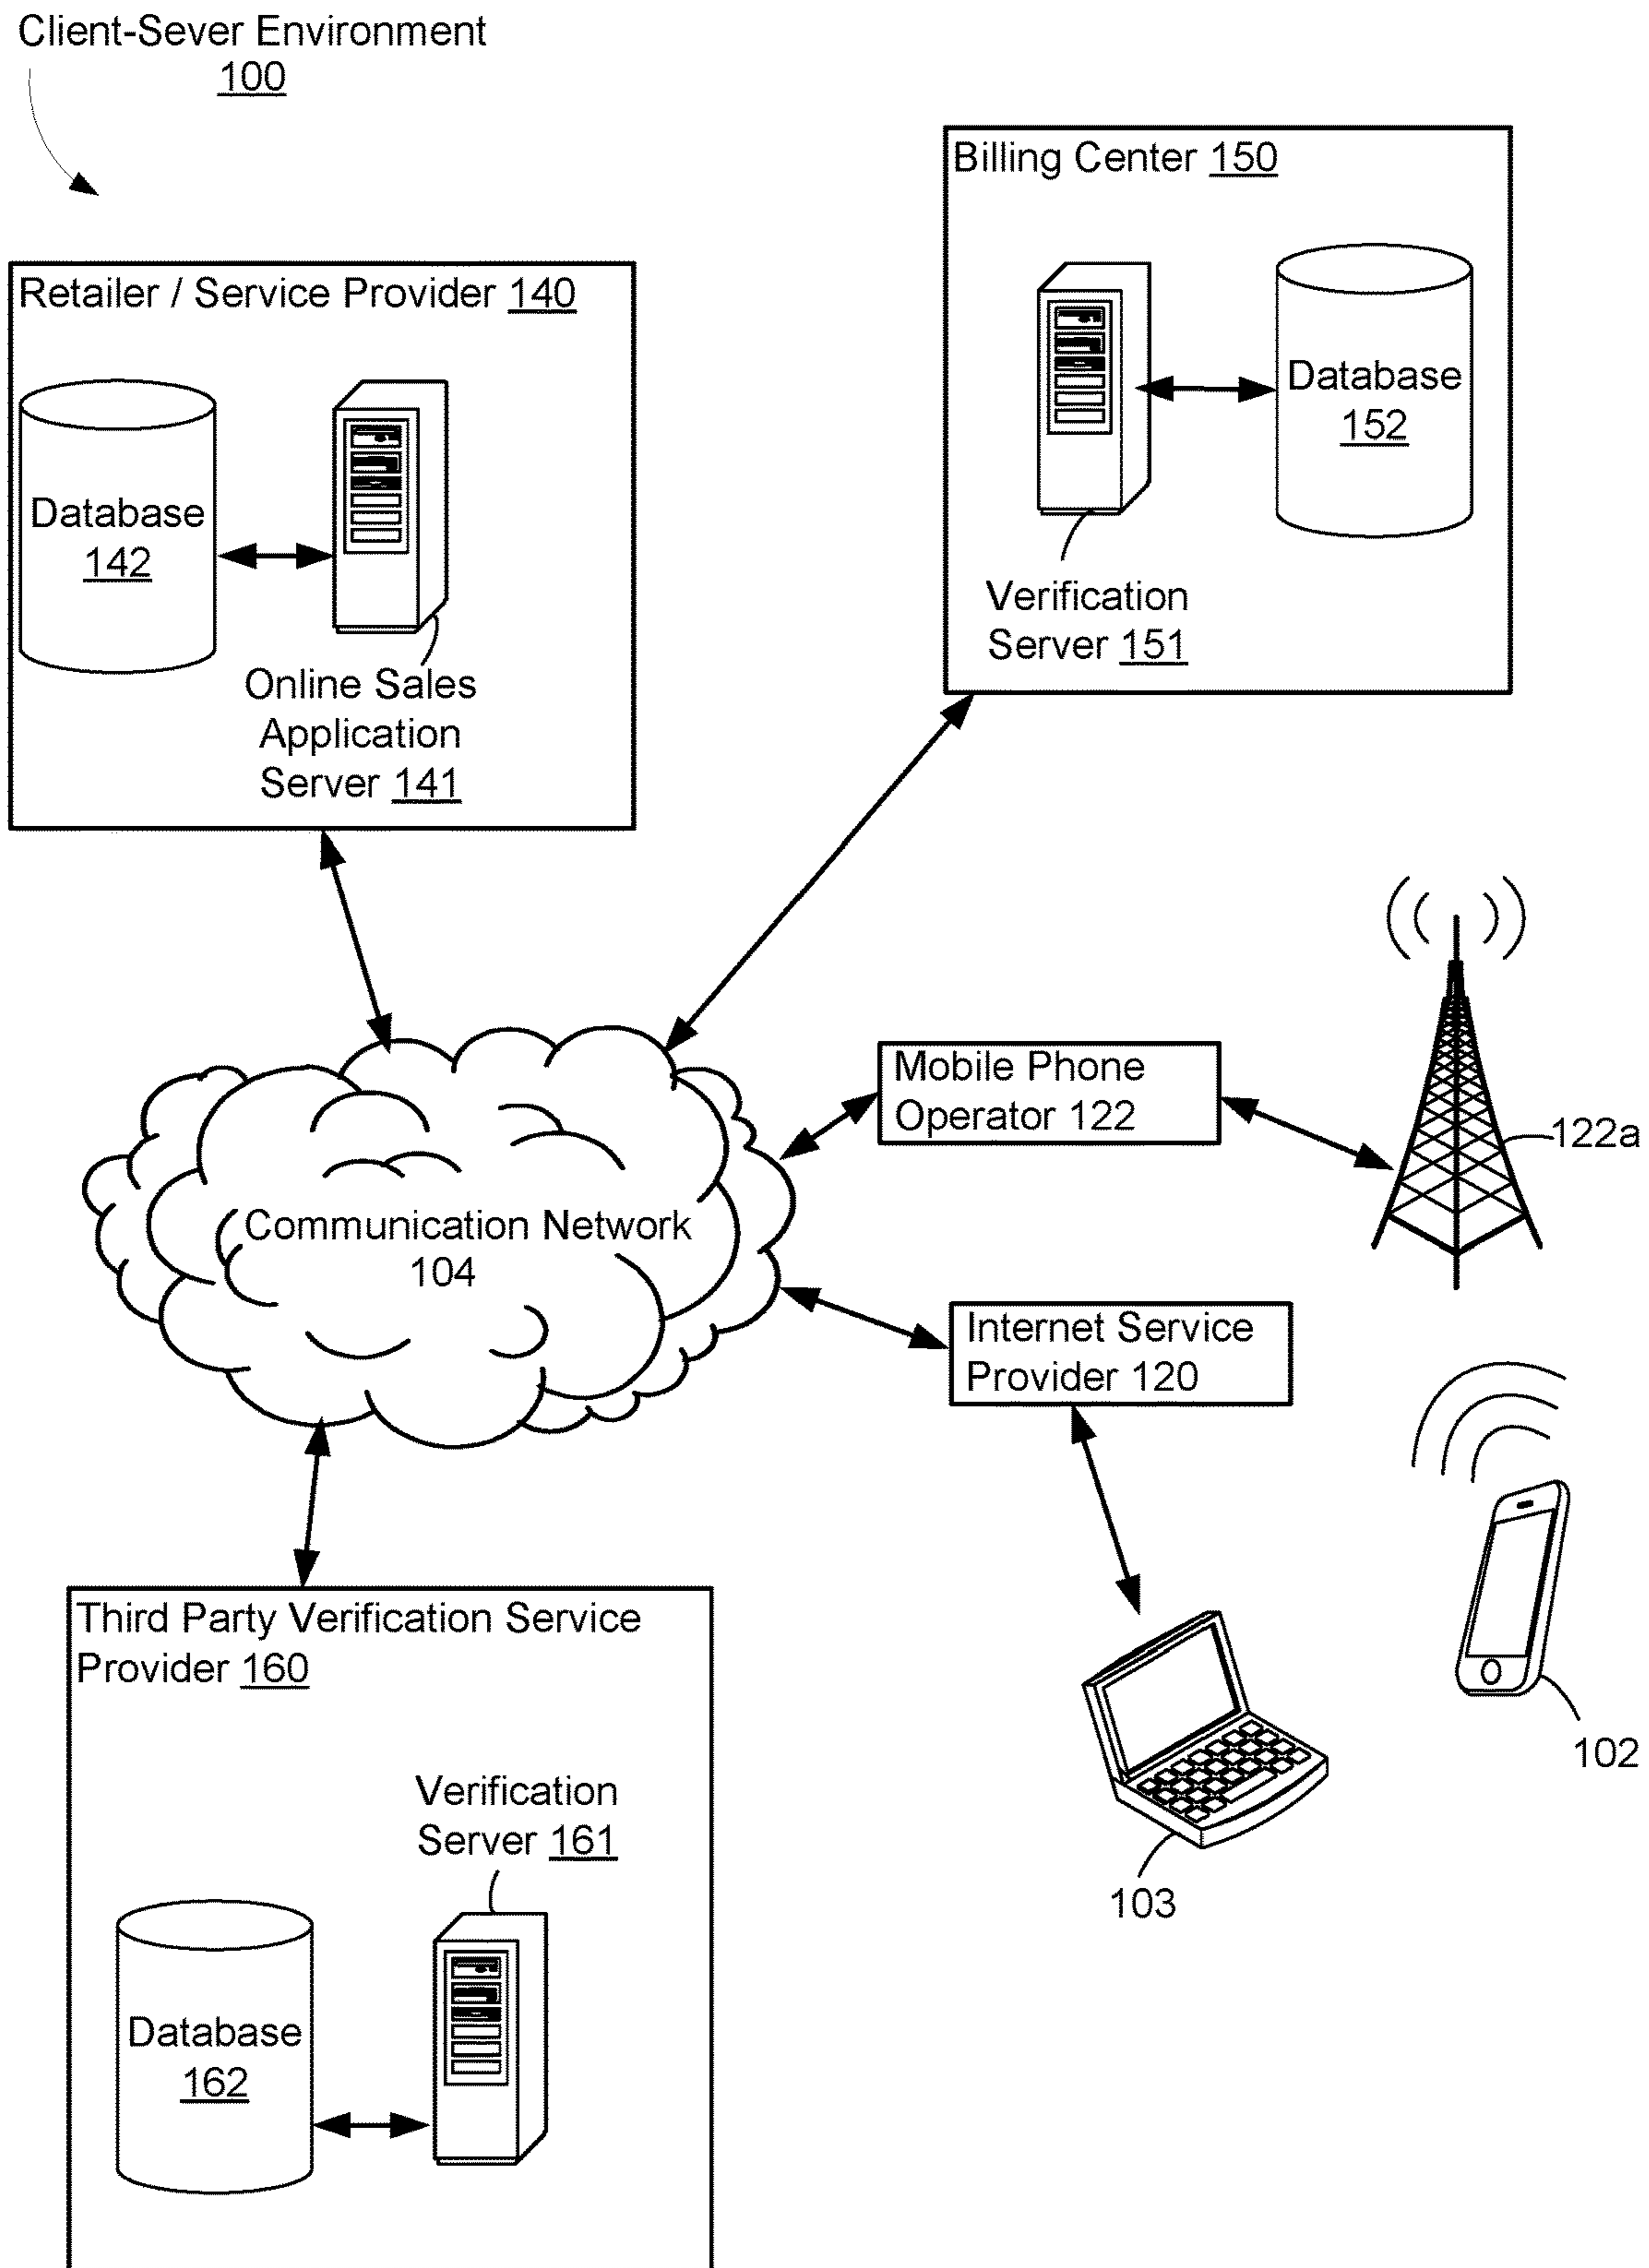 Client-Sever Environment
100
Billing Center 150
Database
152
Verification
Server 151
Retailer / Service Provider 140
Database
142
Online Sales
Application
Server 141
Mobile Phone
Operator 122
122a
Communication Network
104
Internet Service
Provider 120
102
103
Third Party Verification Service
Provider 160
Verification
Server 161
Database
162